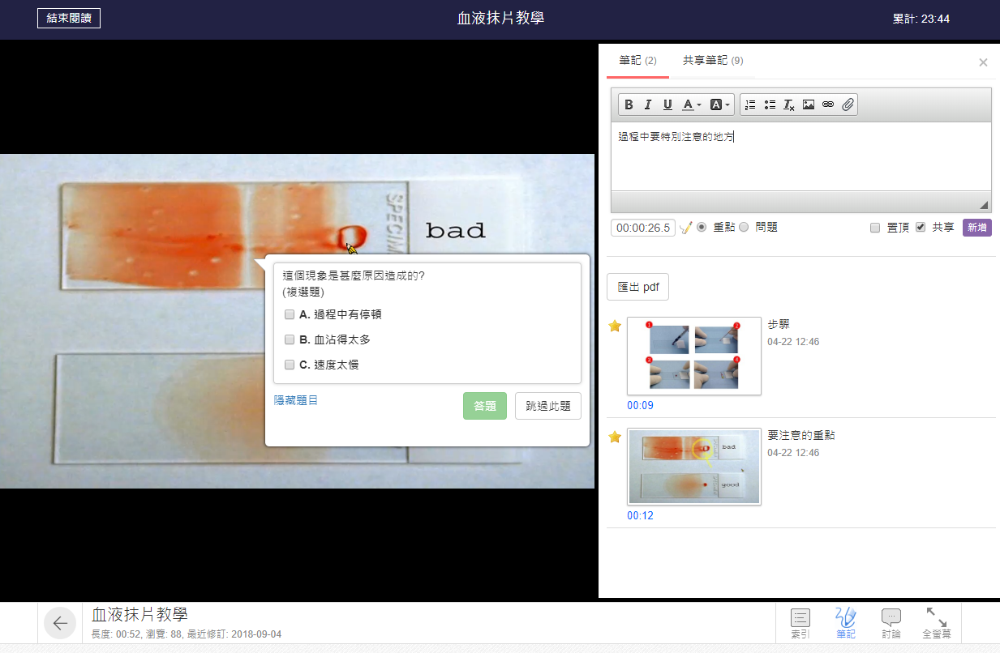 結束閱讀
血液抹片教學
累計: 23:44
筆記 (2)
共享筆記 (9)
×
B I U A A
過程中要特別注意的地方
00:00:26.5
重點
問題
置頂
共享
新增
匯出 pdf
步驟
04-22 12:46
1
2
3
4
00:09
要注意的重點
04-22 12:46
bad
good
00:12
SPECIM
bad
這個現象是甚麼原因造成的?
(複選題)
A. 過程中有停頓
B. 血沾得太多
C. 速度太慢
隱藏題目
答題
跳過此題
血液抹片教學
長度: 00:52, 瀏覽: 88, 最近修訂: 2018-09-04
索引
筆記
討論
全螢幕